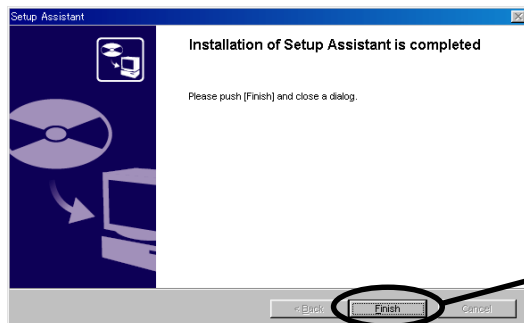 Setup Assistant
Installation of Setup Assistant is completed
Please push [Finish] and close a dialog.
< Back Finish Cancel